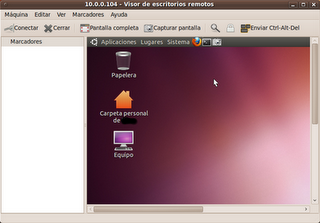 10.0.0.104 - Visor de escritorios remotos
Máquina Editar Ver Marcadores Ayuda
Conectar Cerrar Pantalla completa Capturar pantalla Enviar Ctrl-Alt-Del
Marcadores
Aplicaciones Lugares Sistema
Papelera
Carpeta personal
de
Equipo